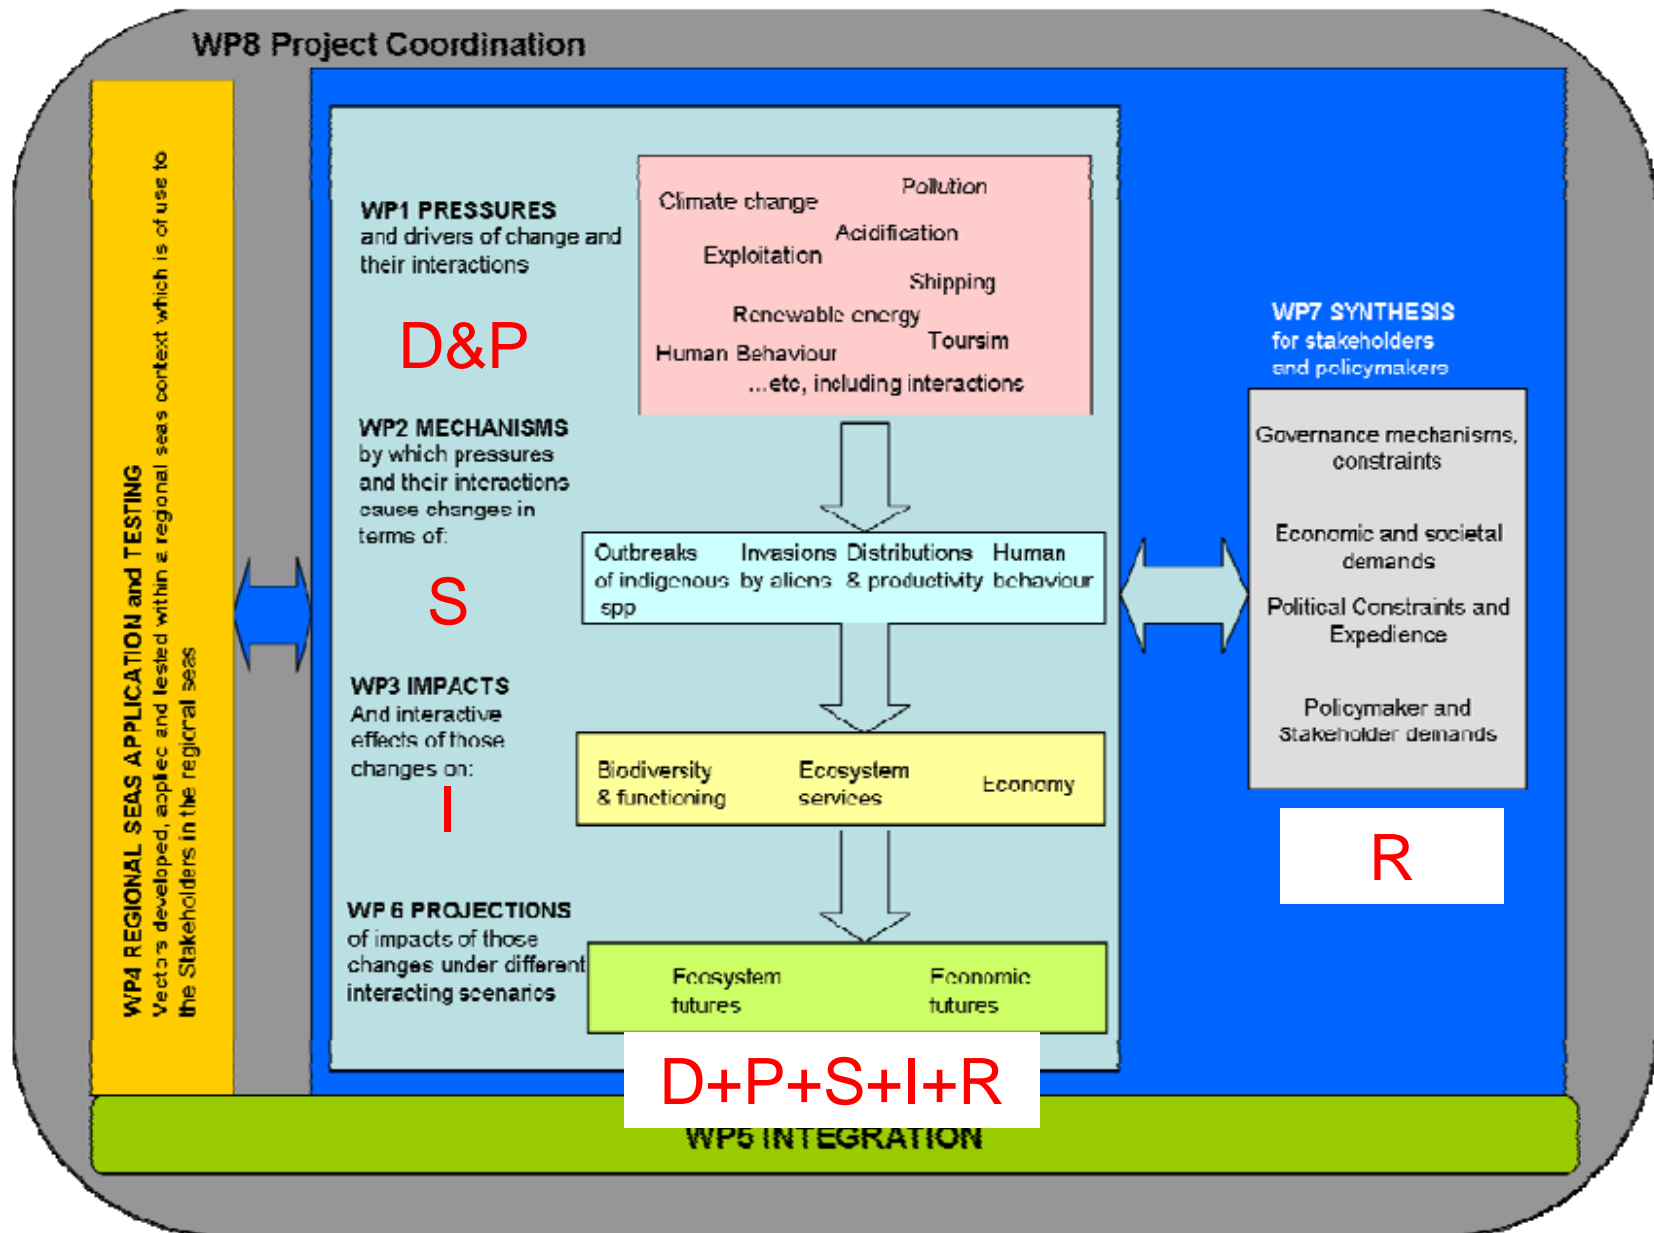 WP8 Project Coordination
WP4 REGIONAL SEAS APPLICATION and TESTING
Vectors developed, applied and tested within a regional seas context which is of use to
the Stakeholders in the regional seas
WP1 PRESSURES
and drivers of change and
their interactions
D&P
Climate change
Pollution
Acidification
Exploitation
Shipping
Renewable energy
Toursim
Human Behaviour
...etc, including interactions
WP2 MECHANISMS
by which pressures
and their interactions
cause changes in
terms of:
S
Outbreaks
of indigenous
spp
Invasions
by aliens
Distributions
& productivity
Human
behaviour
WP3 IMPACTS
And interactive
effects of those
changes on:
I
Biodiversity
& functioning
Ecosystem
services
Economy
WP 6 PROJECTIONS
of impacts of those
changes under different
interacting scenarios
Ecosystem
futures
Economic
futures
D+P+S+I+R
WP7 SYNTHESIS
for stakeholders
and policymakers
Governance mechanisms,
constraints
Economic and societal
demands
Political Constraints and
Expedience
Policymaker and
Stakeholder demands
R
WP5 INTEGRATION